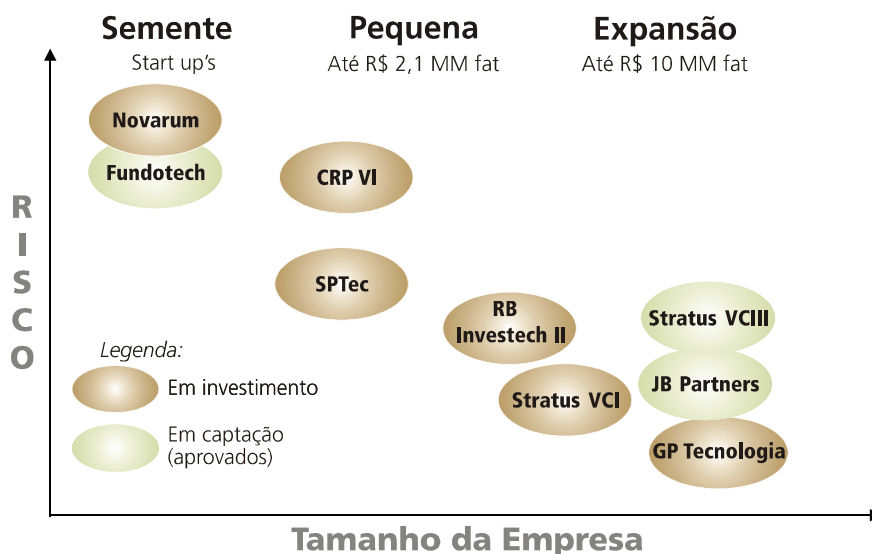 Semente
Start up's
Pequena
Até R$ 2,1 MM fat
Expansão
Até R$ 10 MM fat
RISCO
Novarum
Fundotech
CRP VI
SPTec
RB
Investech II
Stratus VCI
Stratus VCIII
JB Partners
GP Tecnologia
Legenda:
Em investimento
Em captação
(aprovados)
Tamanho da Empresa